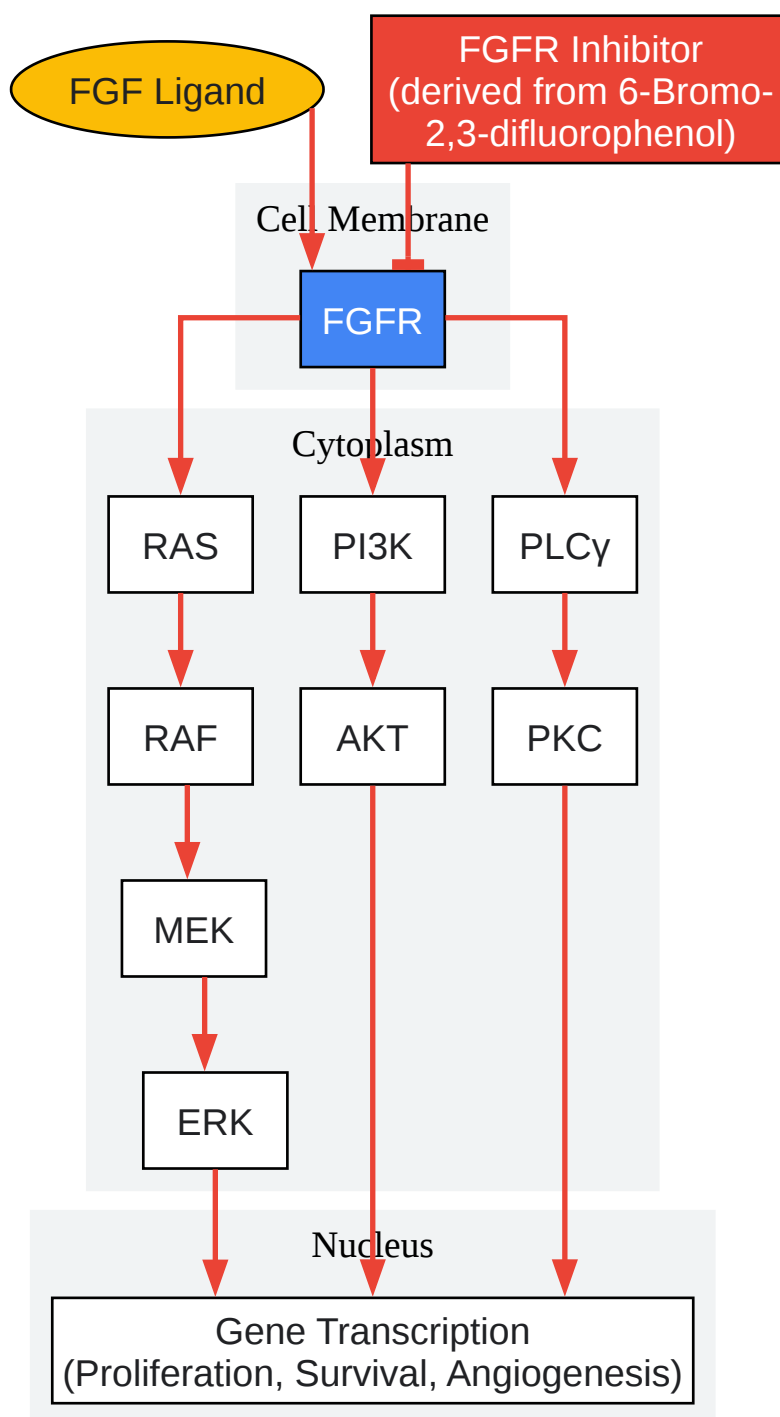 FGF Ligand
FGFR Inhibitor
(derived from 6-Bromo-
2,3-difluorophenol)
Cell Membrane
FGFR
Cytoplasm
RAS
PI3K
PLCγ
RAF
AKT
PKC
MEK
ERK
Nucleus
Gene Transcription
(Proliferation, Survival, Angiogenesis)